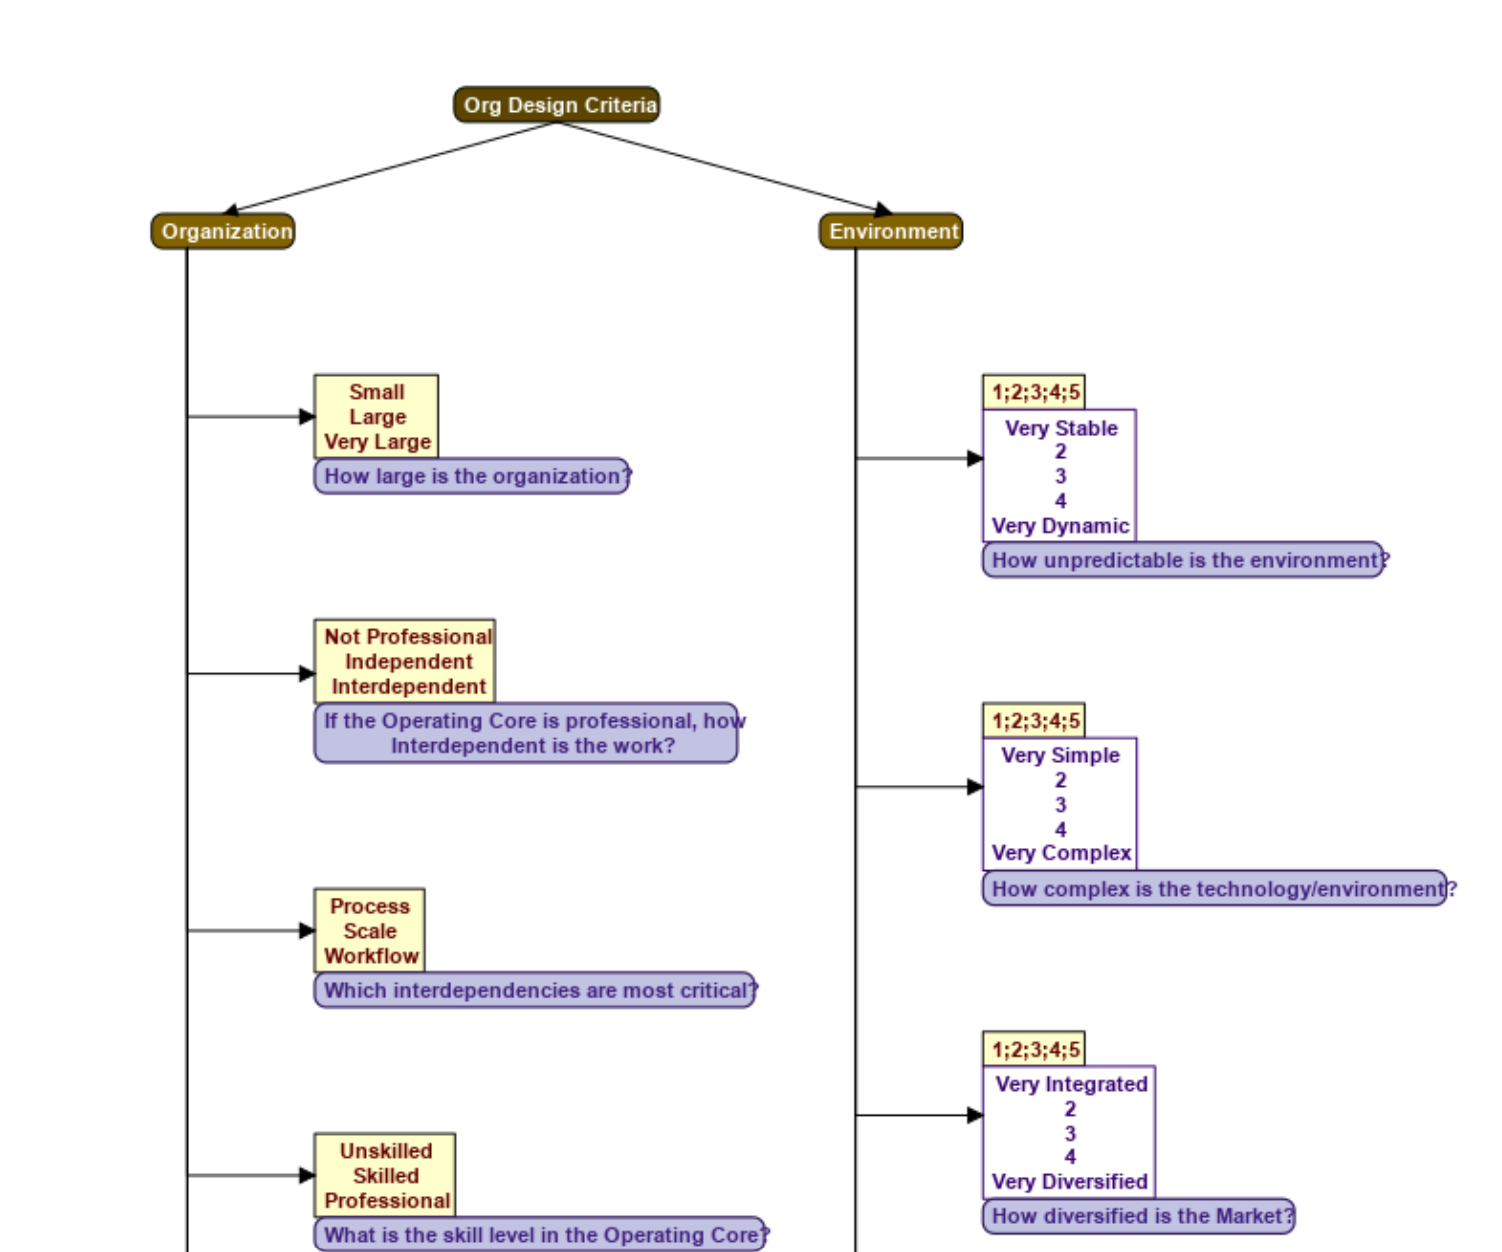 Org Design Criteria
Organization
Environment
Small
Large
Very Large
How large is the organization?
Not Professional
Independent
Interdependent
If the Operating Core is professional, how
Interdependent is the work?
Process
Scale
Workflow
Which interdependencies are most critical?
Unskilled
Skilled
Professional
What is the skill level in the Operating Core?
1;2;3;4;5
Very Stable
2
3
4
Very Dynamic
How unpredictable is the environment?
1;2;3;4;5
Very Simple
2
3
4
Very Complex
How complex is the technology/environment?
1;2;3;4;5
Very Integrated
2
3
4
Very Diversified
How diversified is the Market?